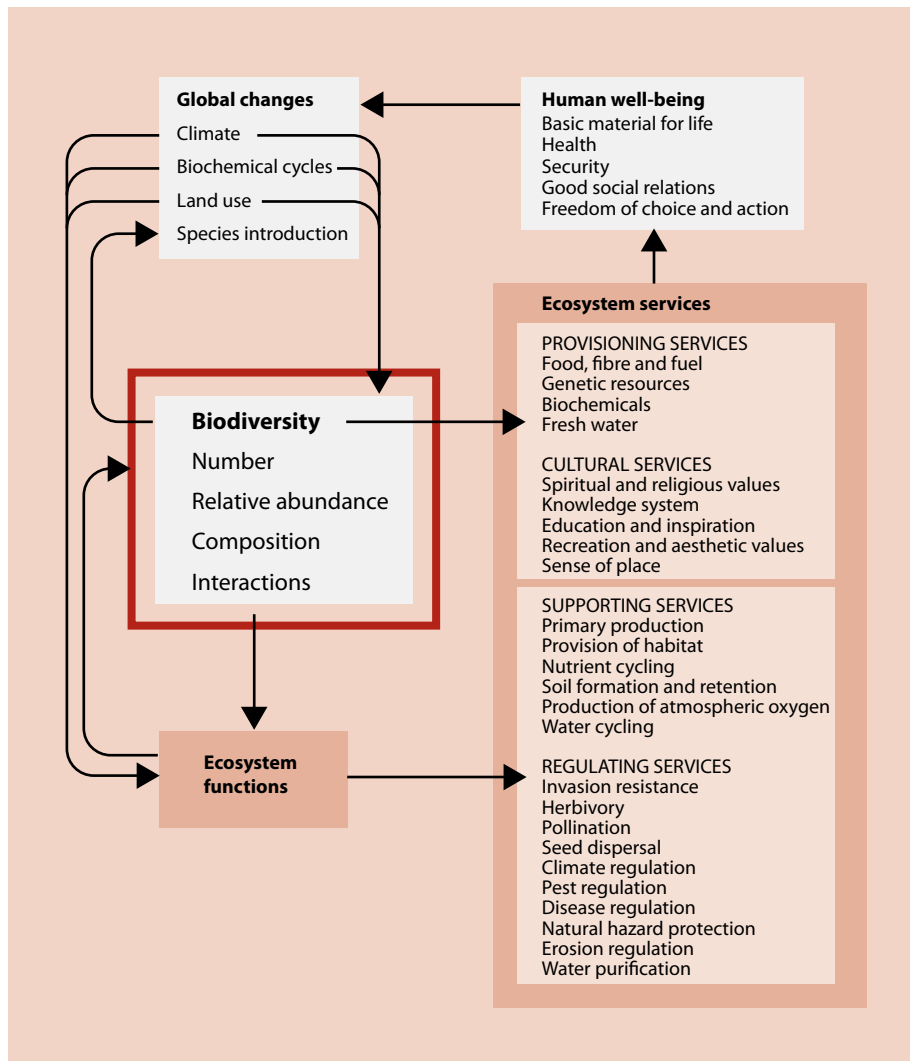 Global changes
Climate
Biochemical cycles
Land use
Species introduction
Human well-being
Basic material for life
Health
Security
Good social relations
Freedom of choice and action
Biodiversity
Number
Relative abundance
Composition
Interactions
Ecosystem
functions
Ecosystem services
PROVISIONING SERVICES
Food, fibre and fuel
Genetic resources
Biochemicals
Fresh water
CULTURAL SERVICES
Spiritual and religious values
Knowledge system
Education and inspiration
Recreation and aesthetic values
Sense of place
SUPPORTING SERVICES
Primary production
Provision of habitat
Nutrient cycling
Soil formation and retention
Production of atmospheric oxygen
Water cycling
REGULATING SERVICES
Invasion resistance
Herbivory
Pollination
Seed dispersal
Climate regulation
Pest regulation
Disease regulation
Natural hazard protection
Erosion regulation
Water purification